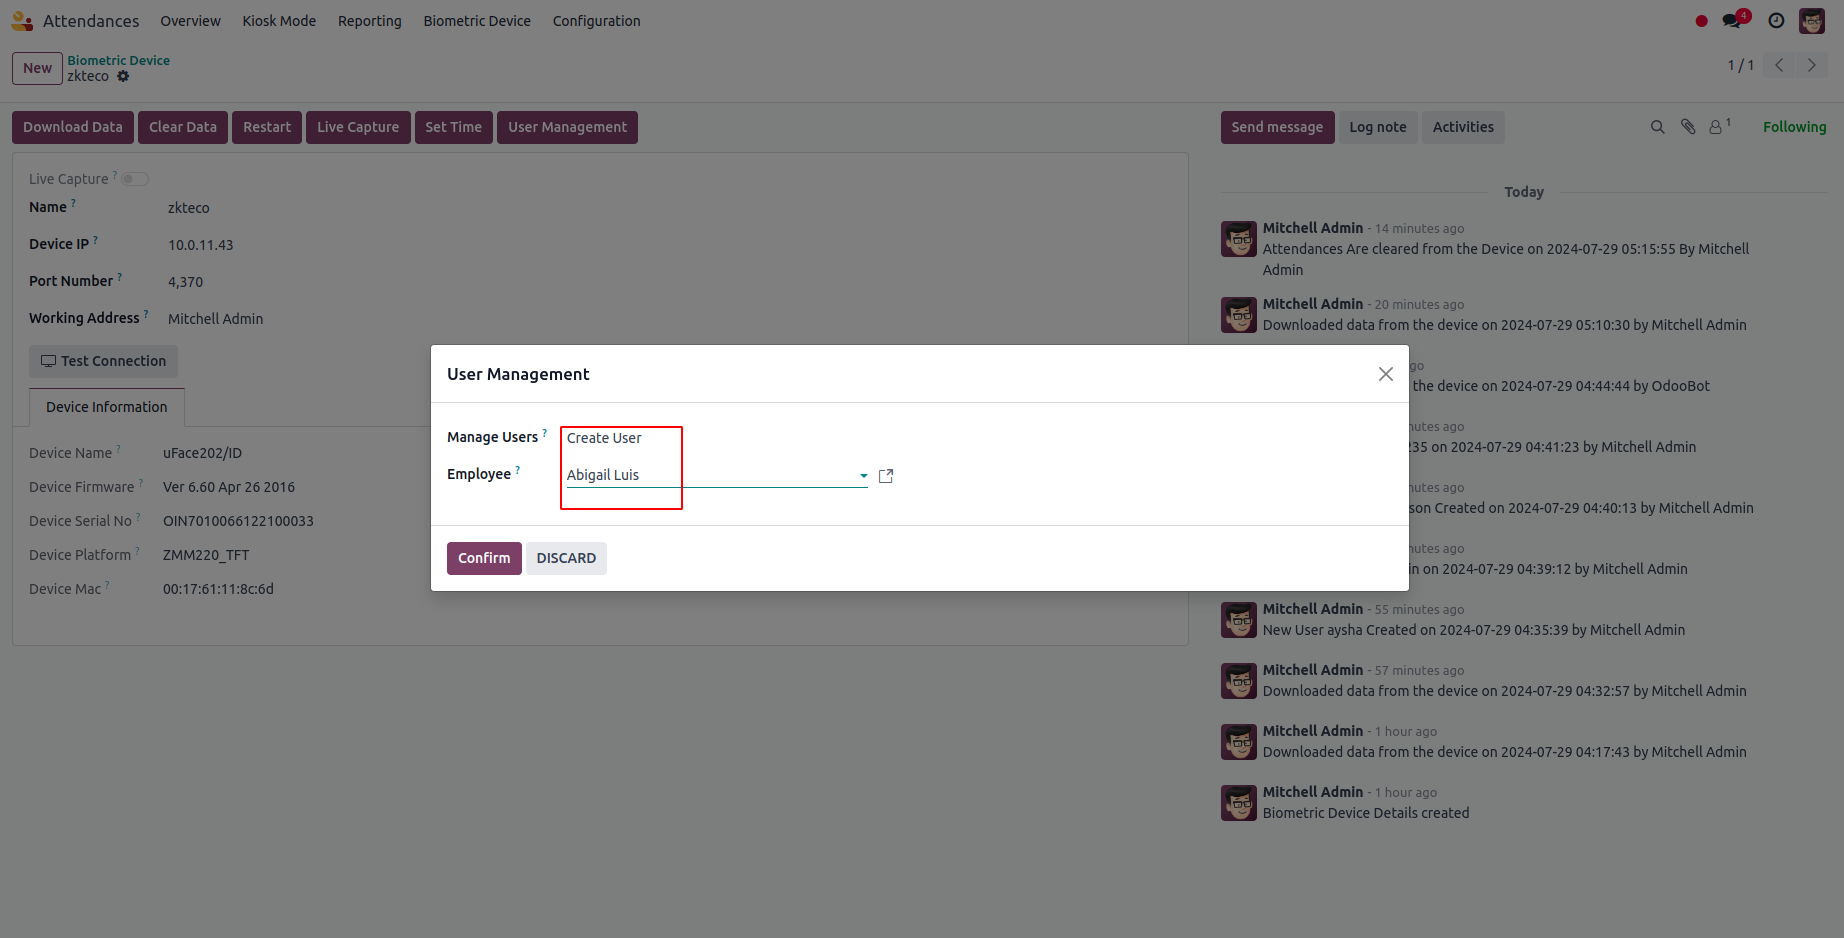 Attendances Overview Kiosk Mode Reporting Biometric Device Configuration 4
New Biometric Device
zkteco 1 / 1
Download Data Clear Data Restart Live Capture Set Time User Management
Live Capture ?
Name ? zkteco
Device IP ? 10.0.11.43
Port Number ? 4,370
Working Address ? Mitchell Admin
Test Connection
Device Information
Device Name ? uFace202/ID
Device Firmware ? Ver 6.60 Apr 26 2016
Device Serial No ? OIN7010066122100033
Device Platform ? ZMM220_TFT
Device Mac ? 00:17:61:11:8c:6d
User Management
Manage Users ? Create User
Employee ? Abigail Luis
Confirm DISCARD
Send message Log note Activities 1 Following
Today
Mitchell Admin - 14 minutes ago
Attendances Are cleared from the Device on 2024-07-29 05:15:55 By Mitchell
Admin
Mitchell Admin - 20 minutes ago
Downloaded data from the device on 2024-07-29 05:10:30 by Mitchell Admin
go
the device on 2024-07-29 04:44:44 by OdooBot
nutes ago
235 on 2024-07-29 04:41:23 by Mitchell Admin
nutes ago
son Created on 2024-07-29 04:40:13 by Mitchell Admin
nutes ago
in on 2024-07-29 04:39:12 by Mitchell Admin
Mitchell Admin - 55 minutes ago
New User aysha Created on 2024-07-29 04:35:39 by Mitchell Admin
Mitchell Admin - 57 minutes ago
Downloaded data from the device on 2024-07-29 04:32:57 by Mitchell Admin
Mitchell Admin - 1 hour ago
Downloaded data from the device on 2024-07-29 04:17:43 by Mitchell Admin
Mitchell Admin - 1 hour ago
Biometric Device Details created